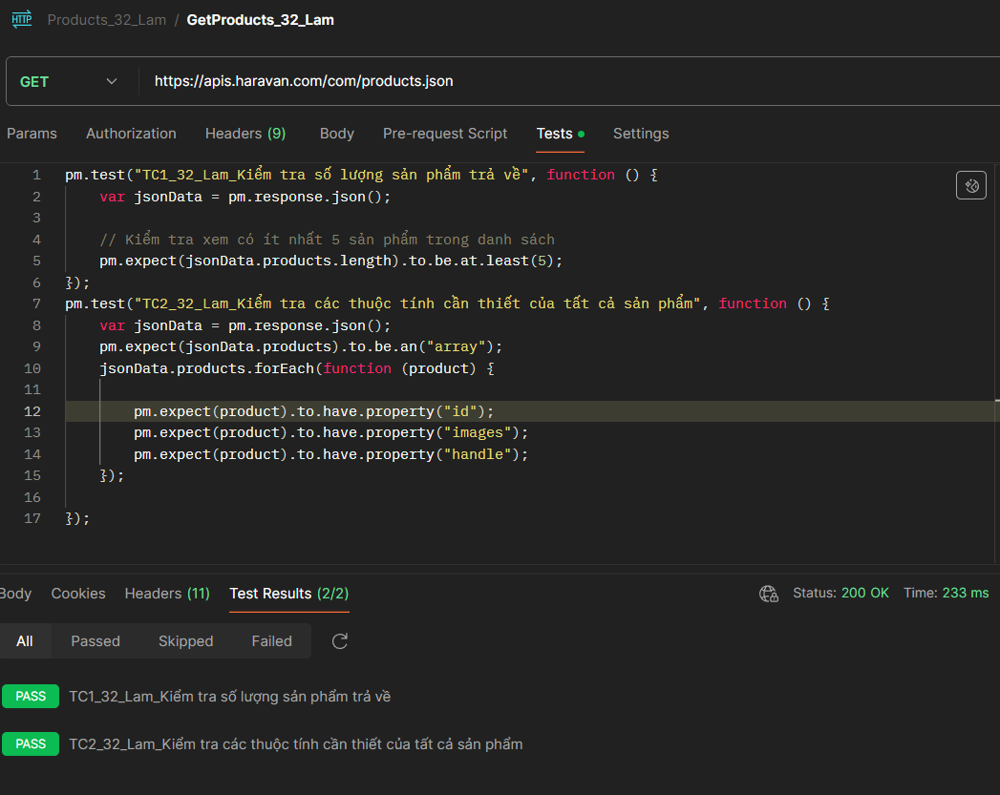 HTTP Products_32_Lam / GetProducts_32_Lam
GET https://apis.haravan.com/com/products.json
Params Authorization Headers (9) Body Pre-request Script Tests Settings
1 pm.test("TC1_32_Lam_Kiểm tra số lượng sản phẩm trả về", function () {
2 var jsonData = pm.response.json();
3
4 // Kiểm tra xem có ít nhất 5 sản phẩm trong danh sách
5 pm.expect(jsonData.products.length).to.be.at.least(5);
6 });
7 pm.test("TC2_32_Lam_Kiểm tra các thuộc tính cần thiết của tất cả sản phẩm", function () {
8 var jsonData = pm.response.json();
9 pm.expect(jsonData.products).to.be.an("array");
10 jsonData.products.forEach(function (product) {
11
12 pm.expect(product).to.have.property("id");
13 pm.expect(product).to.have.property("images");
14 pm.expect(product).to.have.property("handle");
15 });
16
17 });
Body Cookies Headers (11) Test Results (2/2) Status: 200 OK Time: 233 ms
All Passed Skipped Failed
PASS TC1_32_Lam_Kiểm tra số lượng sản phẩm trả về
PASS TC2_32_Lam_Kiểm tra các thuộc tính cần thiết của tất cả sản phẩm